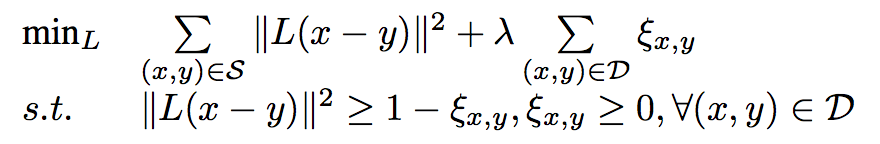 min_L ∑_{(x,y)∈𝒮} ‖L(x − y)‖² + λ ∑_{(x,y)∈𝒟} ξ_{x,y}
s.t. ‖L(x − y)‖² ≥ 1 − ξ_{x,y}, ξ_{x,y} ≥ 0, ∀(x, y) ∈ 𝒟